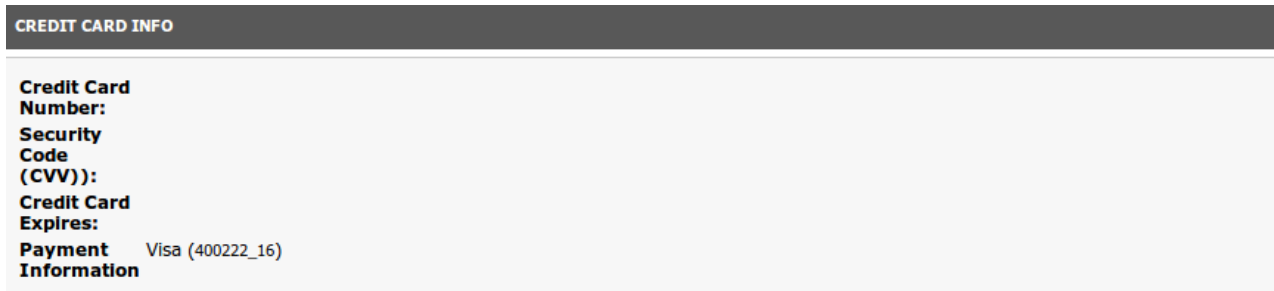 CREDIT CARD INFO
Credit Card
Number:
Security
Code
(CVV)):
Credit Card
Expires:
Payment Visa (400222_16)
Information